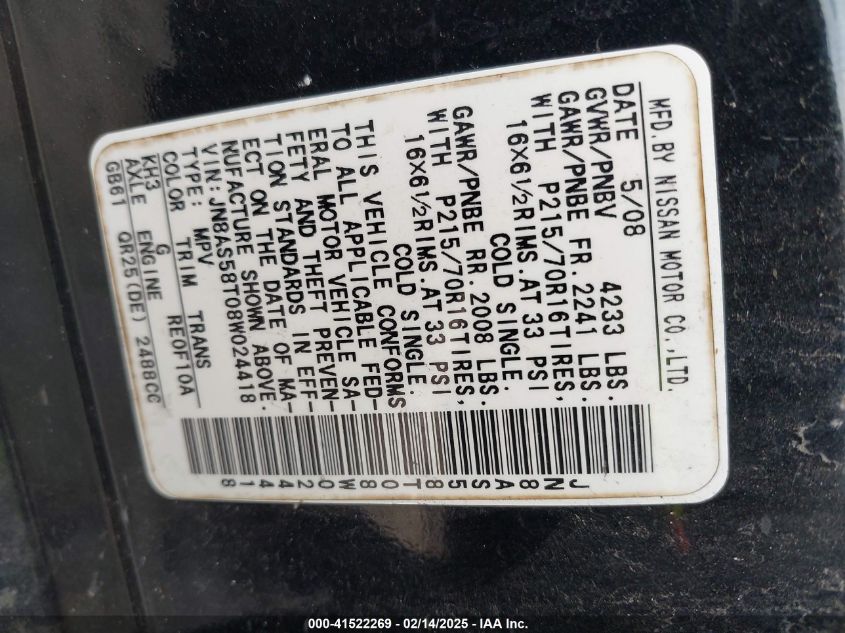 MFD.BY NISSAN MOTOR CO.,LTD.
DATE 5/08
GVWR/PNBV 4233 LBS.
GAWR/PNBE FR. 2241 LBS.
WITH P215/70R16TIRES,
16X6½RIMS.AT 33 PSI
COLD SINGLE.
GAWR/PNBE RR. 2008 LBS.
WITH P215/70R16TIRES,
16X6½RIMS.AT 33 PSI
COLD SINGLE.
THIS VEHICLE CONFORMS
TO ALL APPLICABLE FED-
ERAL MOTOR VEHICLE SA-
FETY AND THEFT PREVEN-
TION STANDARDS IN EFF-
ECT ON THE DATE OF MA-
NUFACTURE SHOWN ABOVE.
VIN: JN8AS58T08W024418
TYPE: MPV
COLOR TRIM TRANS
KH3 G RE0F10A
AXLE ENGINE
GB61 QR25(DE) 2488CC
JN8AS58T08W024418
000-41522269 - 02/14/2025 - IAA Inc.